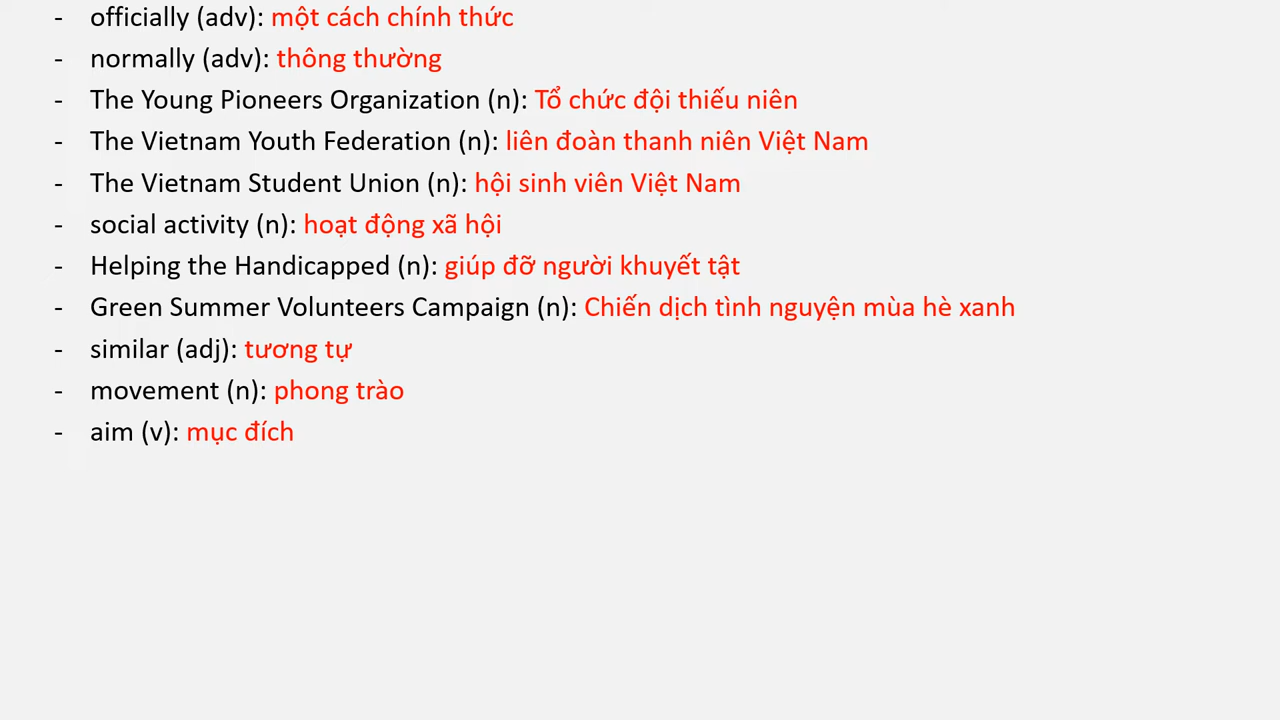 - officially (adv): một cách chính thức
- normally (adv): thông thường
- The Young Pioneers Organization (n): Tổ chức đội thiếu niên
- The Vietnam Youth Federation (n): liên đoàn thanh niên Việt Nam
- The Vietnam Student Union (n): hội sinh viên Việt Nam
- social activity (n): hoạt động xã hội
- Helping the Handicapped (n): giúp đỡ người khuyết tật
- Green Summer Volunteers Campaign (n): Chiến dịch tình nguyện mùa hè xanh
- similar (adj): tương tự
- movement (n): phong trào
- aim (v): mục đích